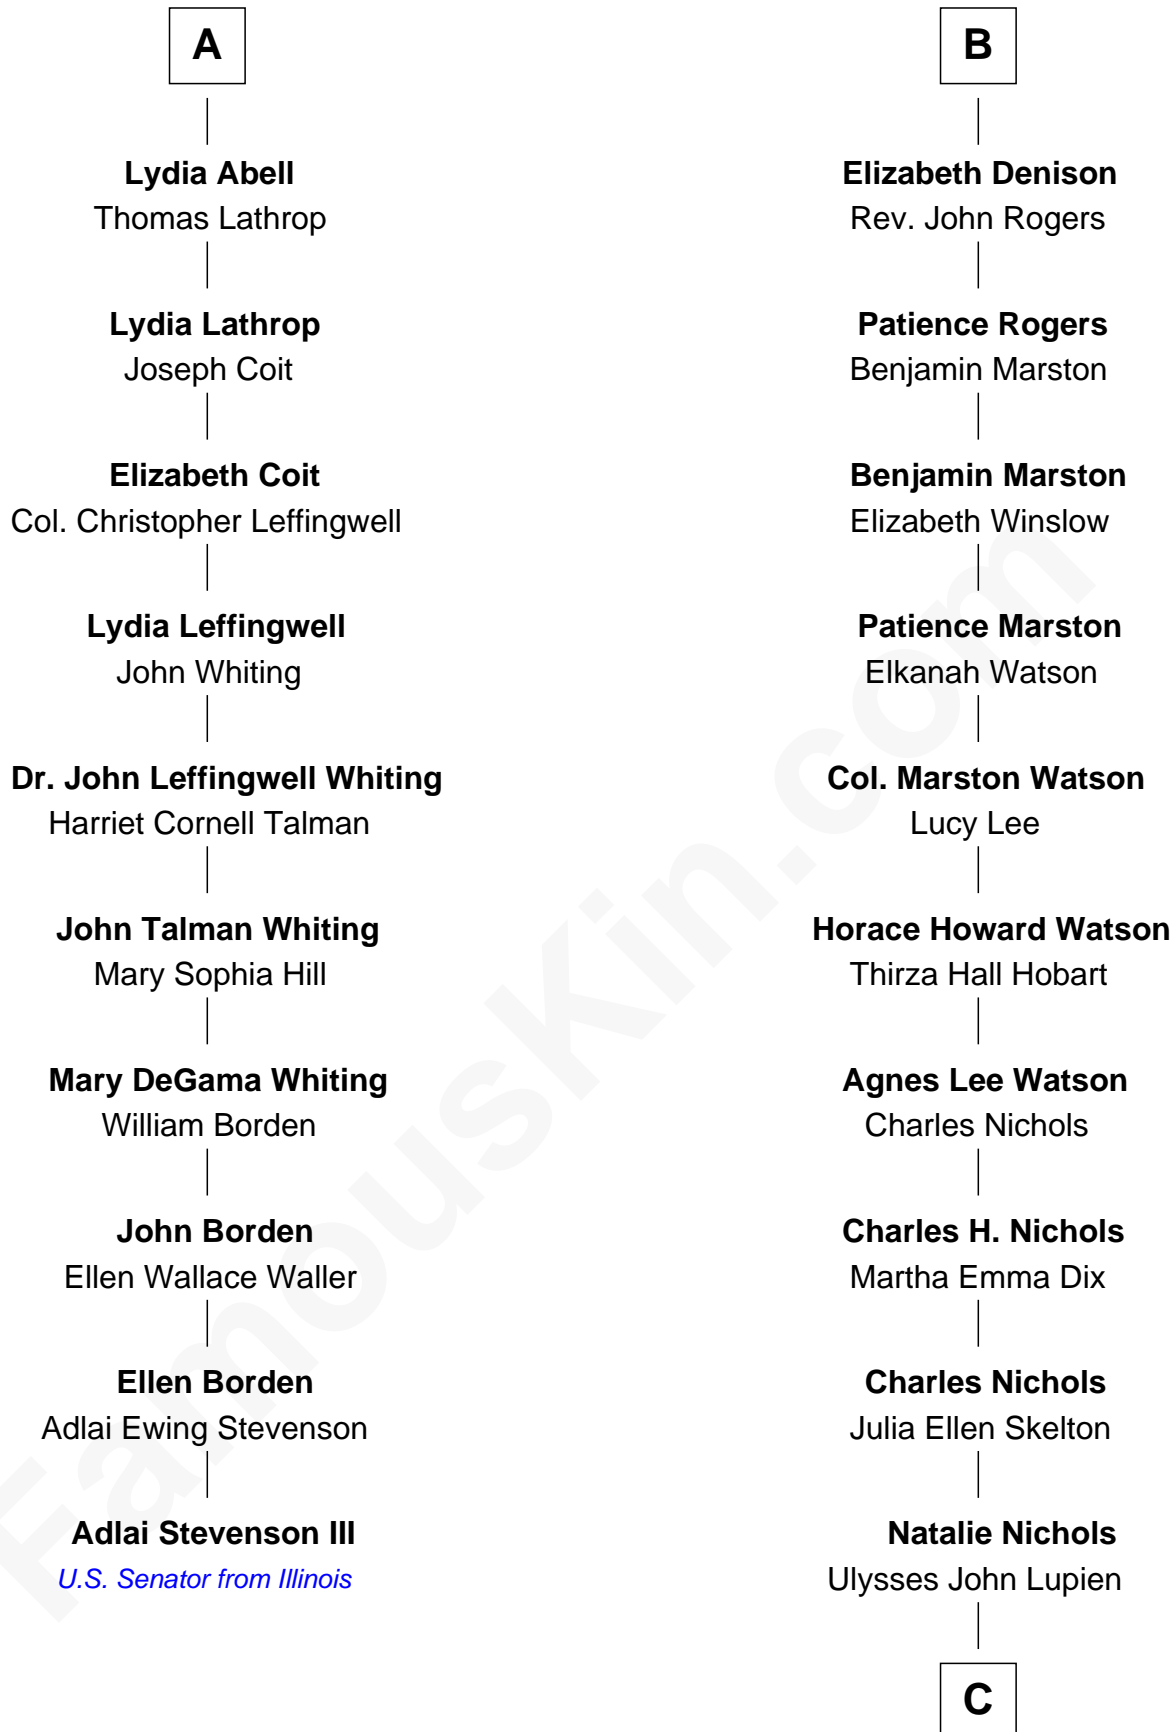 A
Lydia Abell
Thomas Lathrop
Lydia Lathrop
Joseph Coit
Elizabeth Coit
Col. Christopher Leffingwell
Lydia Leffingwell
John Whiting
Dr. John Leffingwell Whiting
Harriet Cornell Talman
John Talman Whiting
Mary Sophia Hill
Mary DeGama Whiting
William Borden
John Borden
Ellen Wallace Waller
Ellen Borden
Adlai Ewing Stevenson
Adlai Stevenson III
U.S. Senator from Illinois
B
Elizabeth Denison
Rev. John Rogers
Patience Rogers
Benjamin Marston
Benjamin Marston
Elizabeth Winslow
Patience Marston
Elkanah Watson
Col. Marston Watson
Lucy Lee
Horace Howard Watson
Thirza Hall Hobart
Agnes Lee Watson
Charles Nichols
Charles H. Nichols
Martha Emma Dix
Charles Nichols
Julia Ellen Skelton
Natalie Nichols
Ulysses John Lupien
C
FamousKin.com